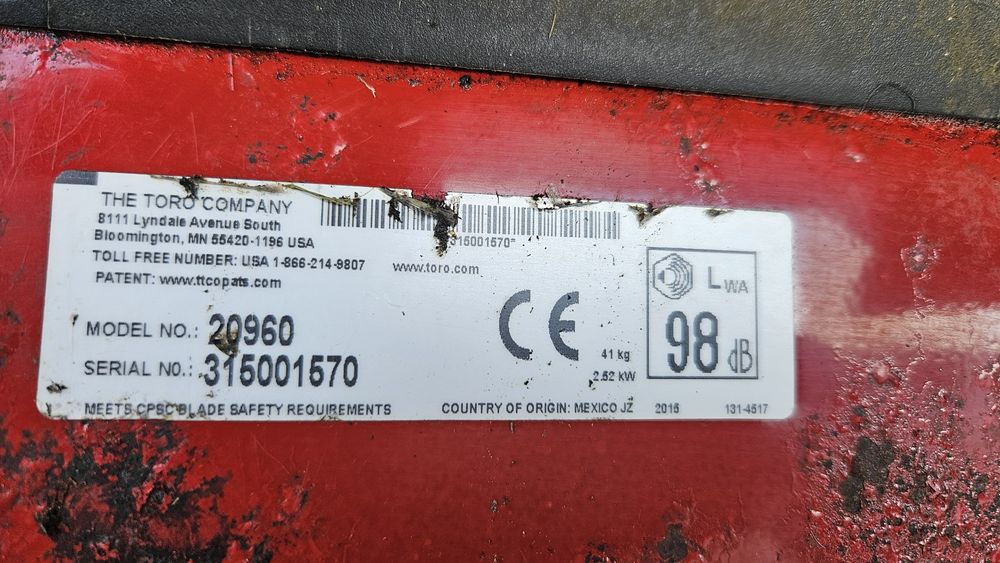 THE TORO COMPANY
8111 Lyndale Avenue South
Bloomington, MN 55420-1196 USA
TOLL FREE NUMBER: USA 1-866-214-9807
PATENT: www.ttcopats.com
315001570
www.toro.com
MODEL NO.: 20960
SERIAL NO.: 315001570
CE
41 kg
2.52 kW
LWA
98 dB
MEETS CPSC BLADE SAFETY REQUIREMENTS
COUNTRY OF ORIGIN: MEXICO JZ
2015
131-4517